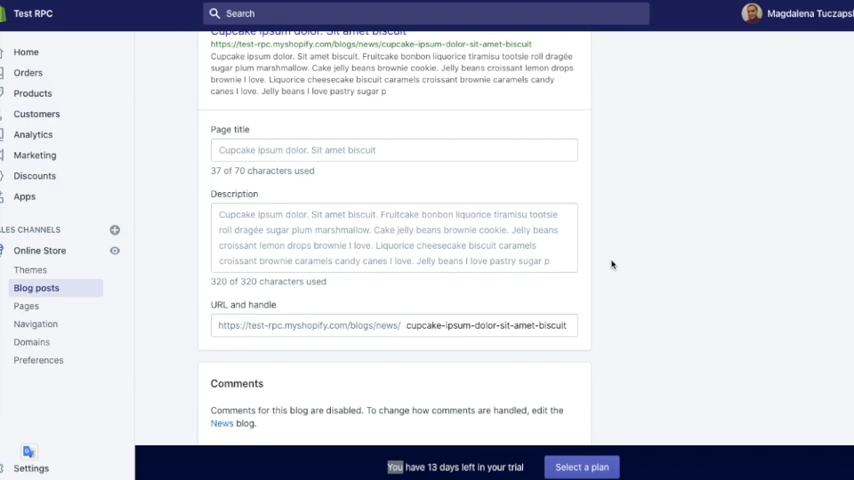 Test RPC
Search
Magdalena Tuczapsk
Home
Orders
Products
Customers
Analytics
Marketing
Discounts
Apps
ALES CHANNELS
Online Store
Themes
Blog posts
Pages
Navigation
Domains
Preferences
Settings
Cupcake ipsum dolor. Sit amet biscuit
https://test-rpc.myshopify.com/blogs/news/cupcake-ipsum-dolor-sit-amet-biscuit
Cupcake ipsum dolor. Sit amet biscuit. Fruitcake bonbon liquorice tiramisu tootsie roll dragée
sugar plum marshmallow. Cake jelly beans brownie cookie. Jelly beans croissant lemon drops
brownie I love. Liquorice cheesecake biscuit caramels croissant brownie caramels candy
canes I love. Jelly beans I love pastry sugar p
Page title
Cupcake ipsum dolor. Sit amet biscuit
37 of 70 characters used
Description
Cupcake ipsum dolor. Sit amet biscuit. Fruitcake bonbon liquorice tiramisu tootsie
roll dragée sugar plum marshmallow. Cake jelly beans brownie cookie. Jelly beans
croissant lemon drops brownie I love. Liquorice cheesecake biscuit caramels
croissant brownie caramels candy canes I love. Jelly beans I love pastry sugar p
320 of 320 characters used
URL and handle
https://test-rpc.myshopify.com/blogs/news/ cupcake-ipsum-dolor-sit-amet-biscuit
Comments
Comments for this blog are disabled. To change how comments are handled, edit the
News blog.
You have 13 days left in your trial
Select a plan